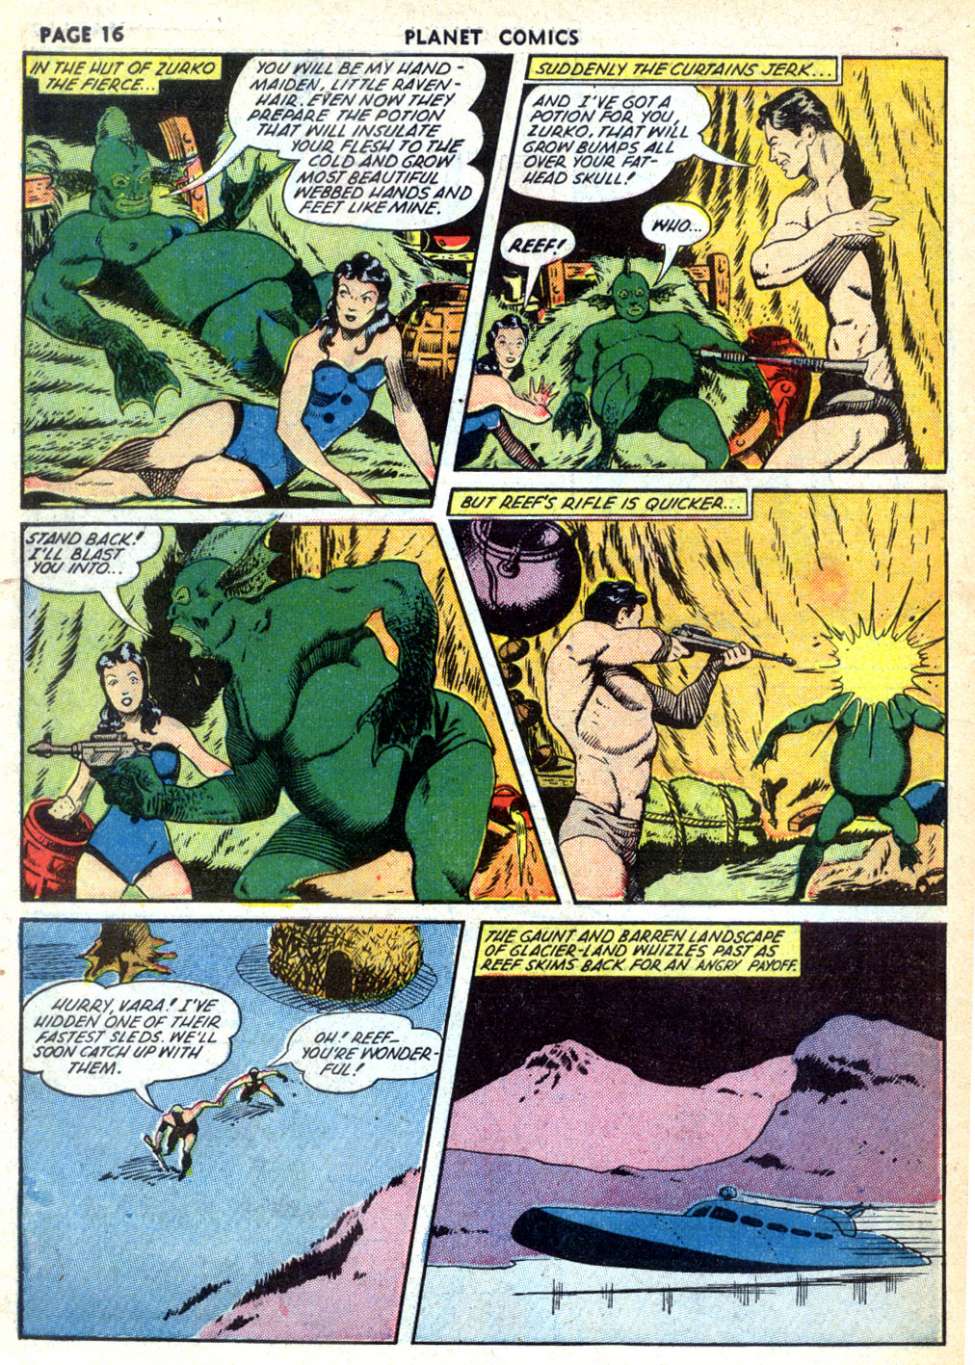 PAGE 16
PLANET COMICS
IN THE HUT OF ZURKO
THE FIERCE...
YOU WILL BE MY HAND-
MAIDEN, LITTLE RAVEN-
HAIR. EVEN NOW THEY
PREPARE THE POTION
THAT WILL INSULATE
YOUR FLESH TO THE
COLD AND GROW
MOST BEAUTIFUL
WEBBED HANDS AND
FEET LIKE MINE.
SUDDENLY THE CURTAINS JERK...
AND I'VE GOT A
POTION FOR YOU,
ZURKO, THAT WILL
GROW BUMPS ALL
OVER YOUR FAT-
HEAD SKULL!
REEF!
WHO...
STAND BACK!
I'LL BLAST
YOU INTO...
BUT REEF'S RIFLE IS QUICKER...
HURRY, VARA! I'VE
HIDDEN ONE OF THEIR
FASTEST SLEDS. WE'LL
SOON CATCH UP WITH
THEM.
OH! REEF—
YOU'RE WONDER-
FUL!
THE GAUNT AND BARREN LANDSCAPE
OF GLACIER-LAND WHIZZLES PAST AS
REEF SKIMS BACK FOR AN ANGRY PAYOFF.